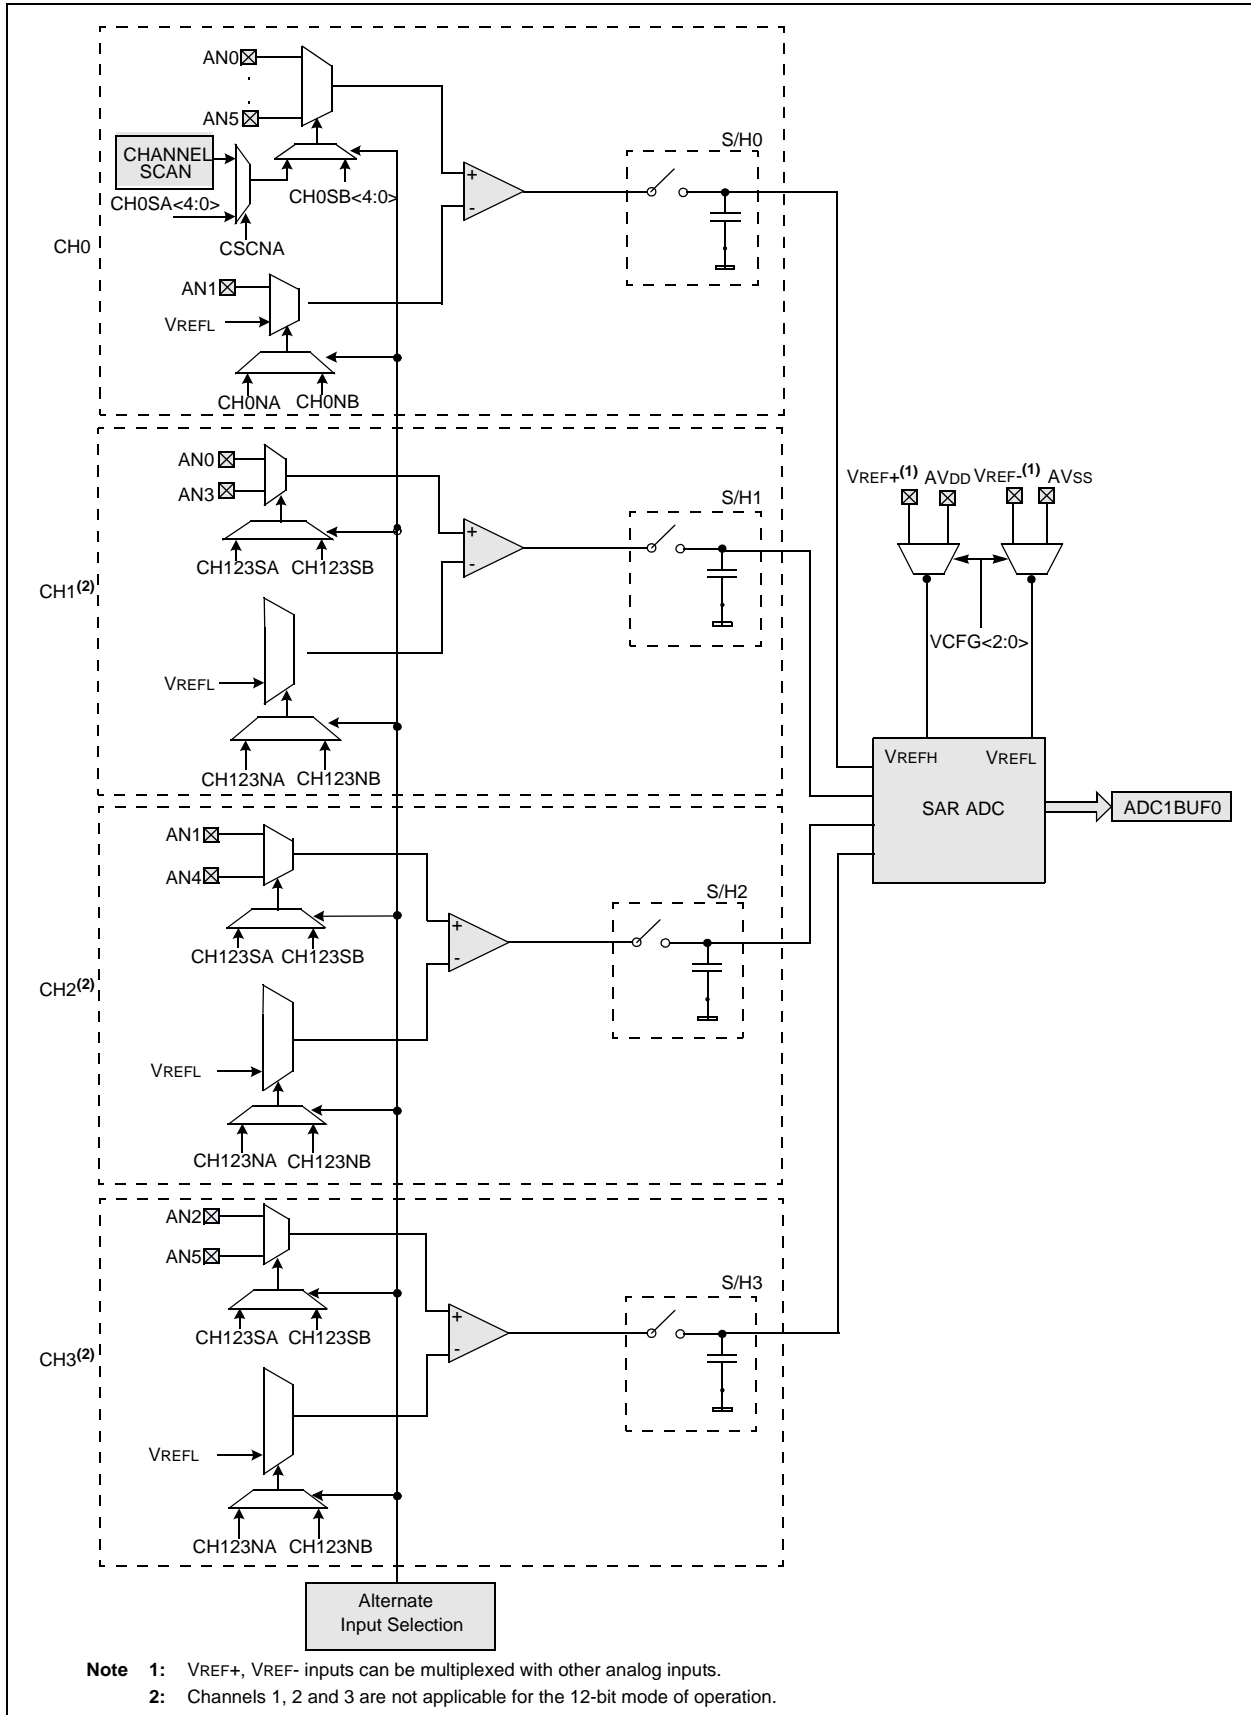 AN0
.
.
AN5
CHANNEL
SCAN
CH0SA<4:0>
CH0SB<4:0>
CSCNA
+
-
S/H0
CH0
AN1
VREFL
CH0NA
CH0NB
AN0
AN3
CH123SA
CH123SB
+
-
S/H1
CH1(2)
VREFL
CH123NA
CH123NB
VREF+(1)
AVDD
VREF-(1)
AVSS
VCFG<2:0>
VREFH
VREFL
SAR ADC
ADC1BUF0
AN1
AN4
CH123SA
CH123SB
+
-
S/H2
CH2(2)
VREFL
CH123NA
CH123NB
AN2
AN5
CH123SA
CH123SB
+
-
S/H3
CH3(2)
VREFL
CH123NA
CH123NB
Alternate
Input Selection
Note 1: VREF+, VREF- inputs can be multiplexed with other analog inputs.
2: Channels 1, 2 and 3 are not applicable for the 12-bit mode of operation.